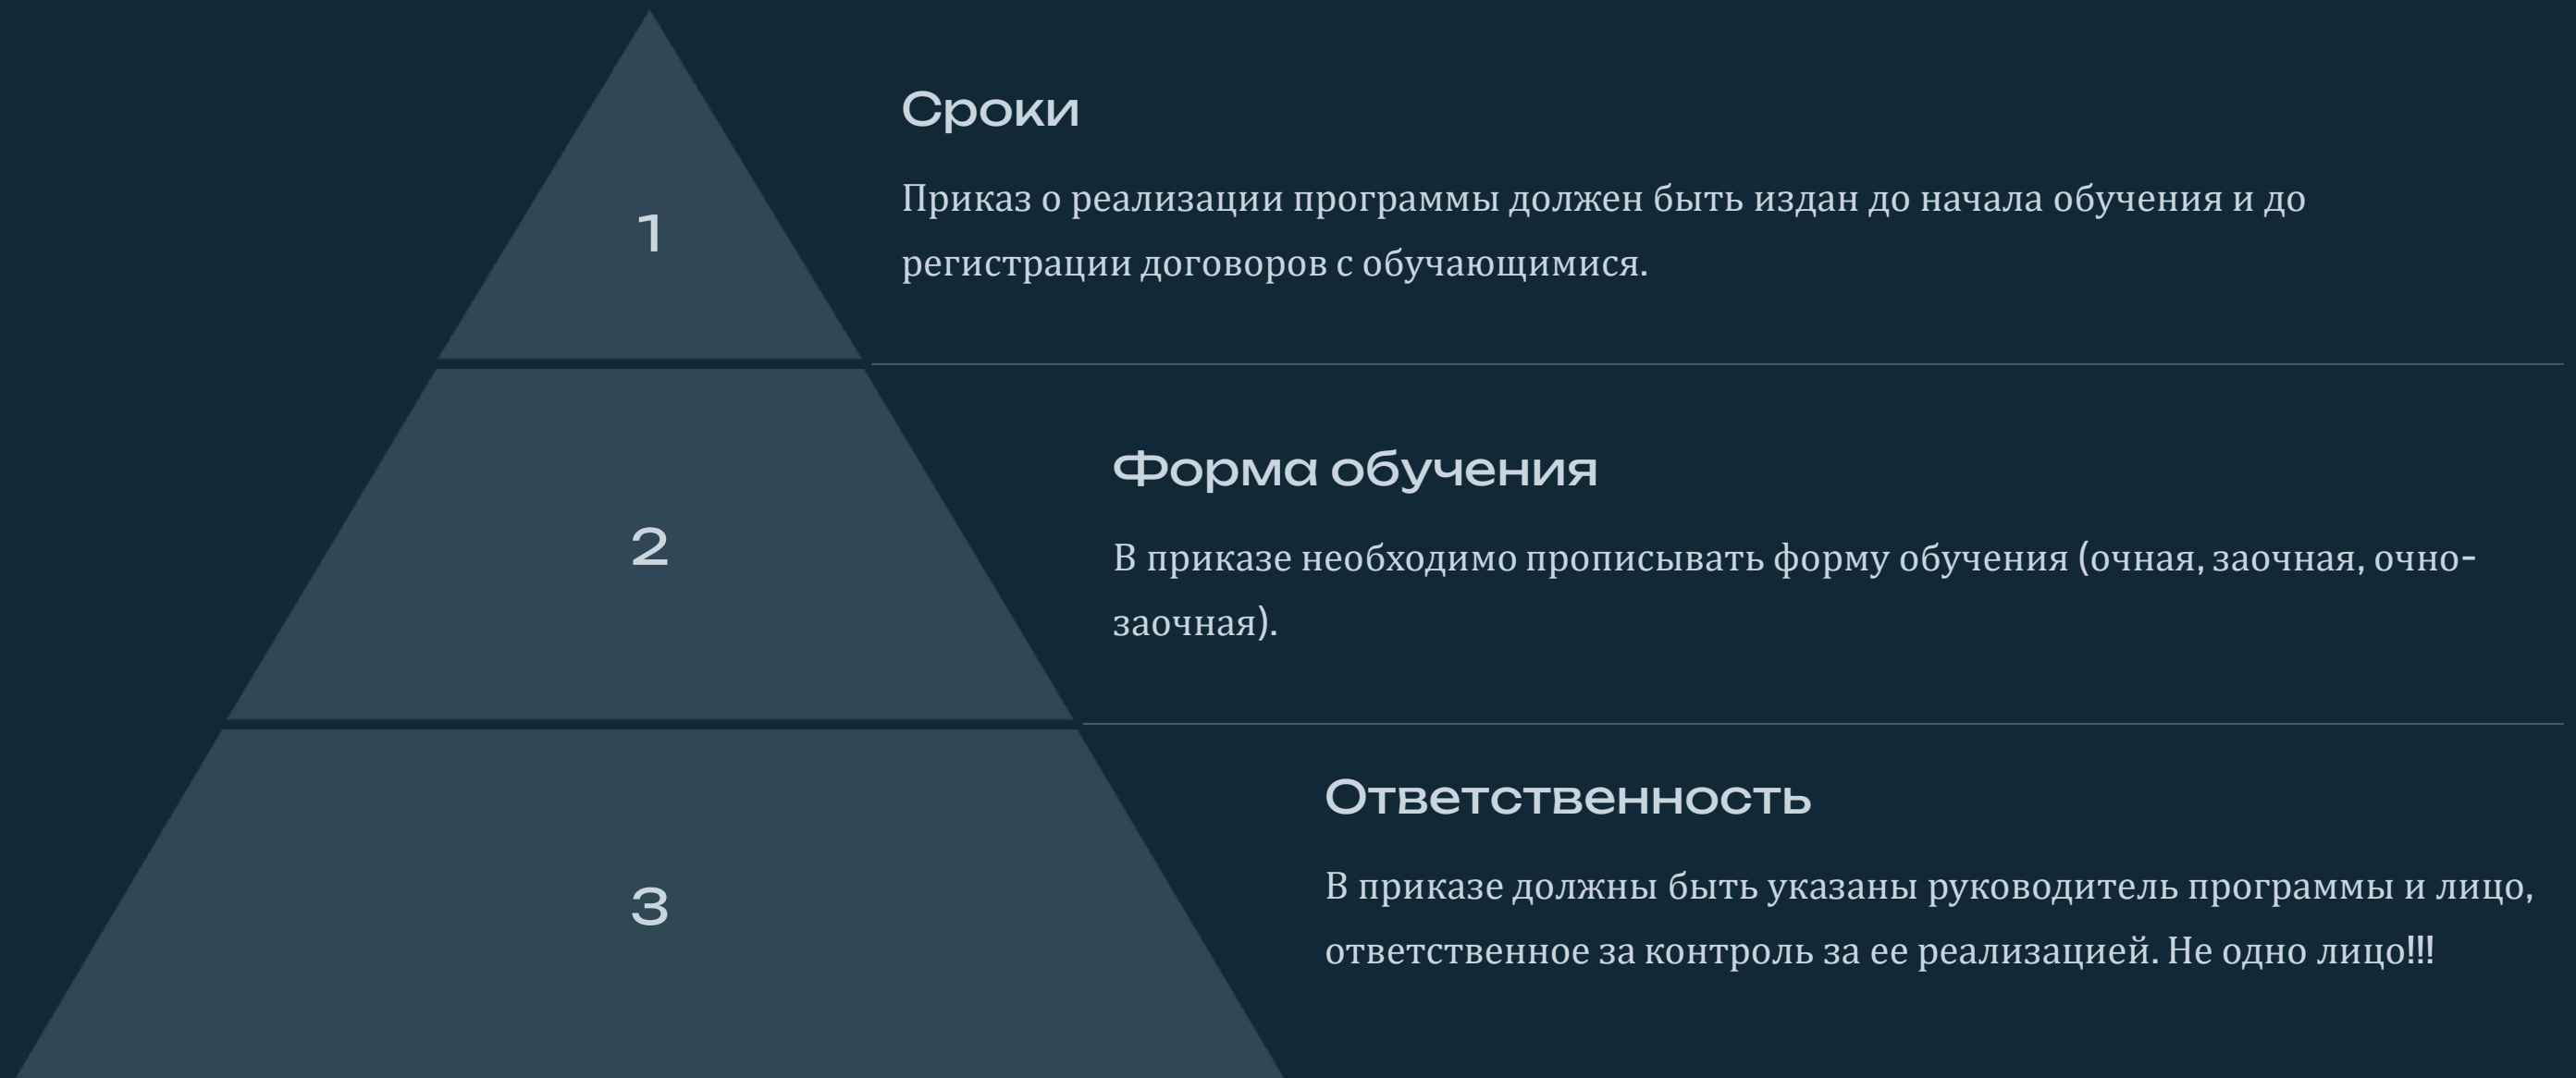 1
Сроки
Приказ о реализации программы должен быть издан до начала обучения и до
регистрации договоров с обучающимися.
2
Форма обучения
В приказе необходимо прописывать форму обучения (очная, заочная, очно-
заочная).
3
Ответственность
В приказе должны быть указаны руководитель программы и лицо,
ответственное за контроль за ее реализацией. Не одно лицо!!!